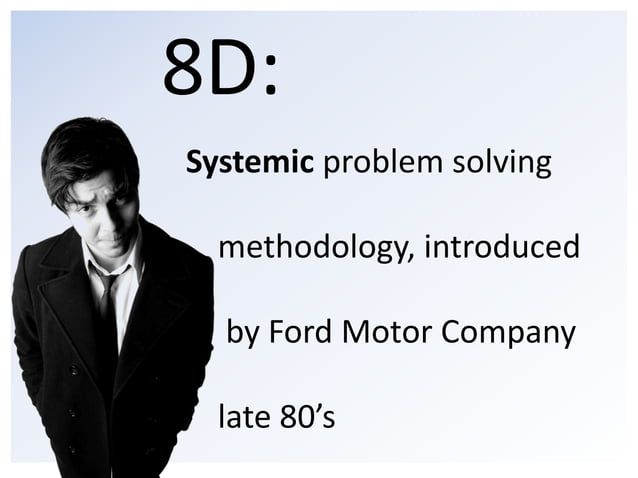 8D:
Systemic problem solving
methodology, introduced
by Ford Motor Company
late 80’s